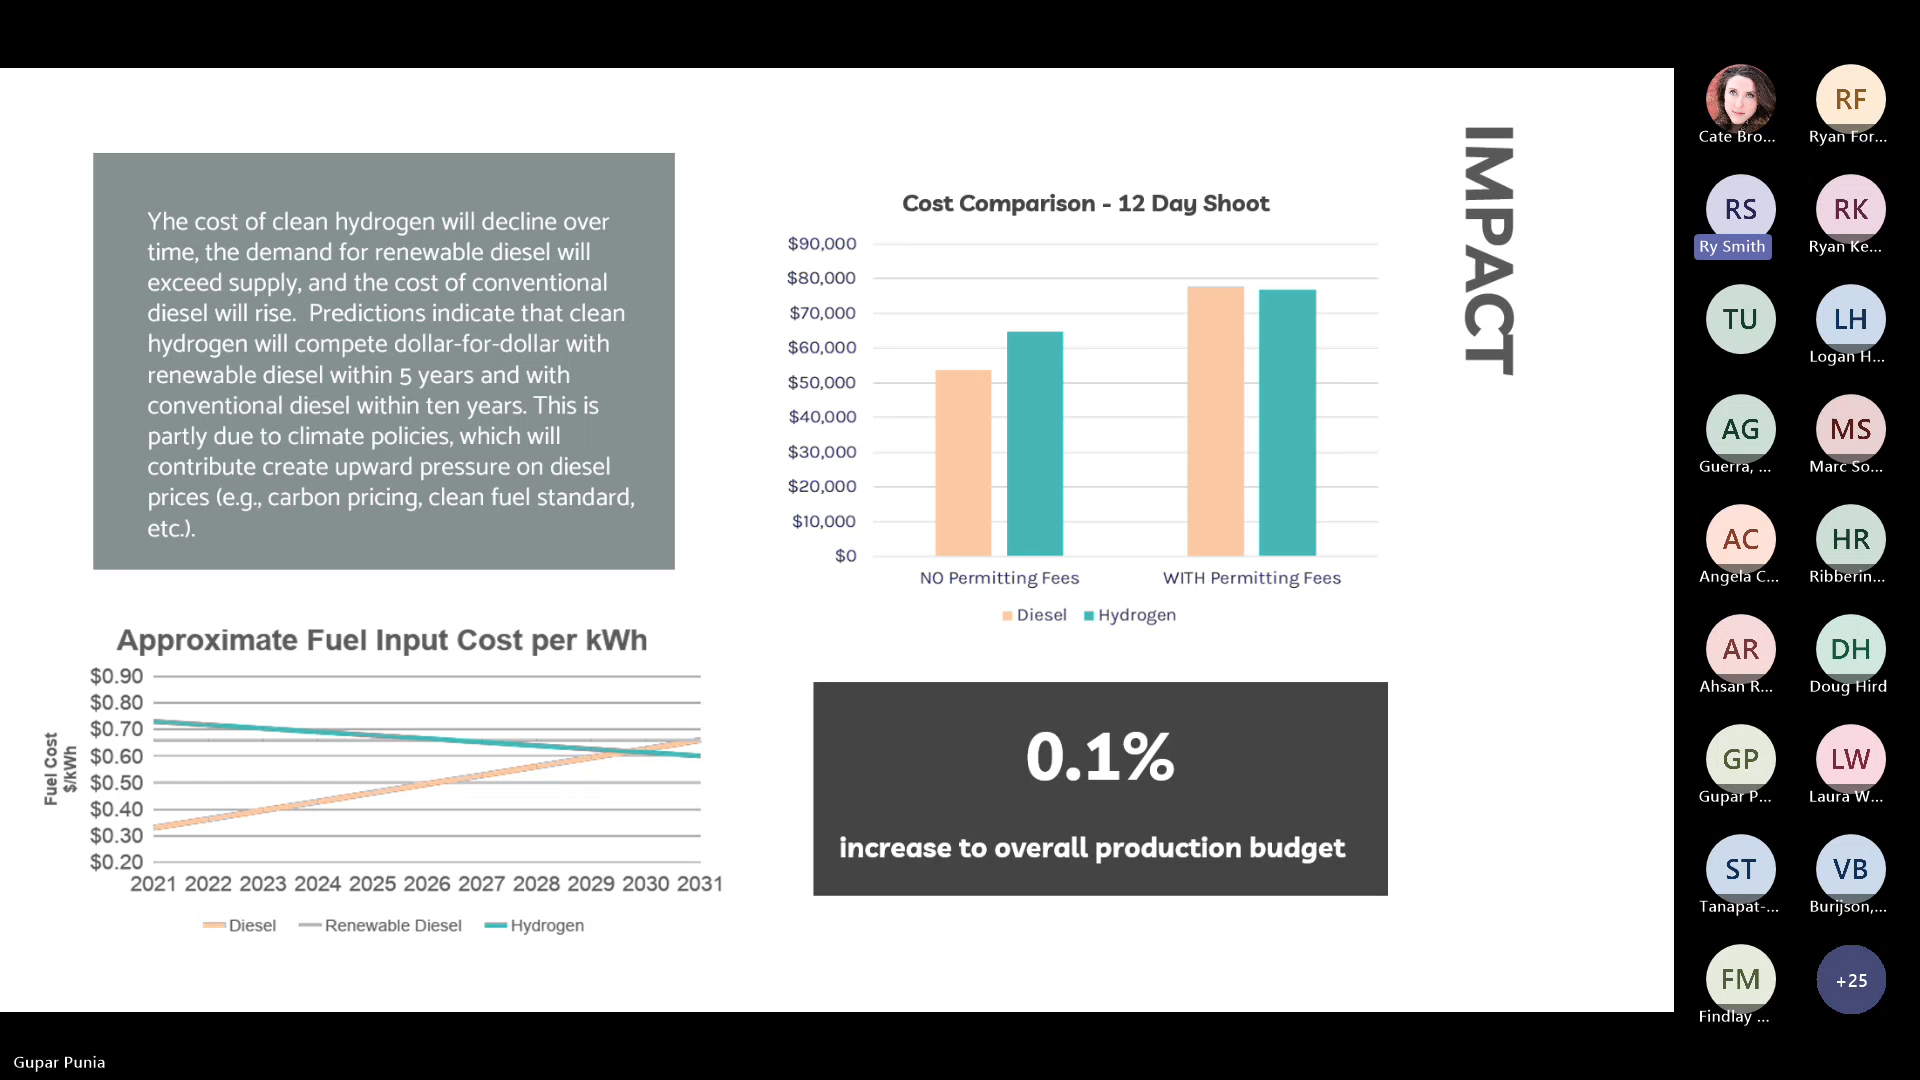 Yhe cost of clean hydrogen will decline over
time, the demand for renewable diesel will
exceed supply, and the cost of conventional
diesel will rise.  Predictions indicate that clean
hydrogen will compete dollar-for-dollar with
renewable diesel within 5 years and with
conventional diesel within ten years. This is
partly due to climate policies, which will
contribute create upward pressure on diesel
prices (e.g., carbon pricing, clean fuel standard,
etc.).
Approximate Fuel Input Cost per kWh
Fuel Cost
$/kWh
$0.90
$0.80
$0.70
$0.60
$0.50
$0.40
$0.30
$0.20
2021 2022 2023 2024 2025 2026 2027 2028 2029 2030 2031
Diesel Renewable Diesel Hydrogen
Cost Comparison - 12 Day Shoot
$90,000
$80,000
$70,000
$60,000
$50,000
$40,000
$30,000
$20,000
$10,000
$0
NO Permitting Fees WITH Permitting Fees
Diesel Hydrogen
0.1%
increase to overall production budget
IMPACT
Cate Bro...
RF
Ryan For...
RS
Ry Smith
RK
Ryan Ke...
TU
LH
Logan H...
AG
Guerra, ...
MS
Marc So...
AC
Angela C...
HR
Ribberin...
AR
Ahsan R...
DH
Doug Hird
GP
Gupar P...
LW
Laura W...
ST
Tanapat-...
VB
Burijson,...
FM
Findlay ...
+25
Gupar Punia